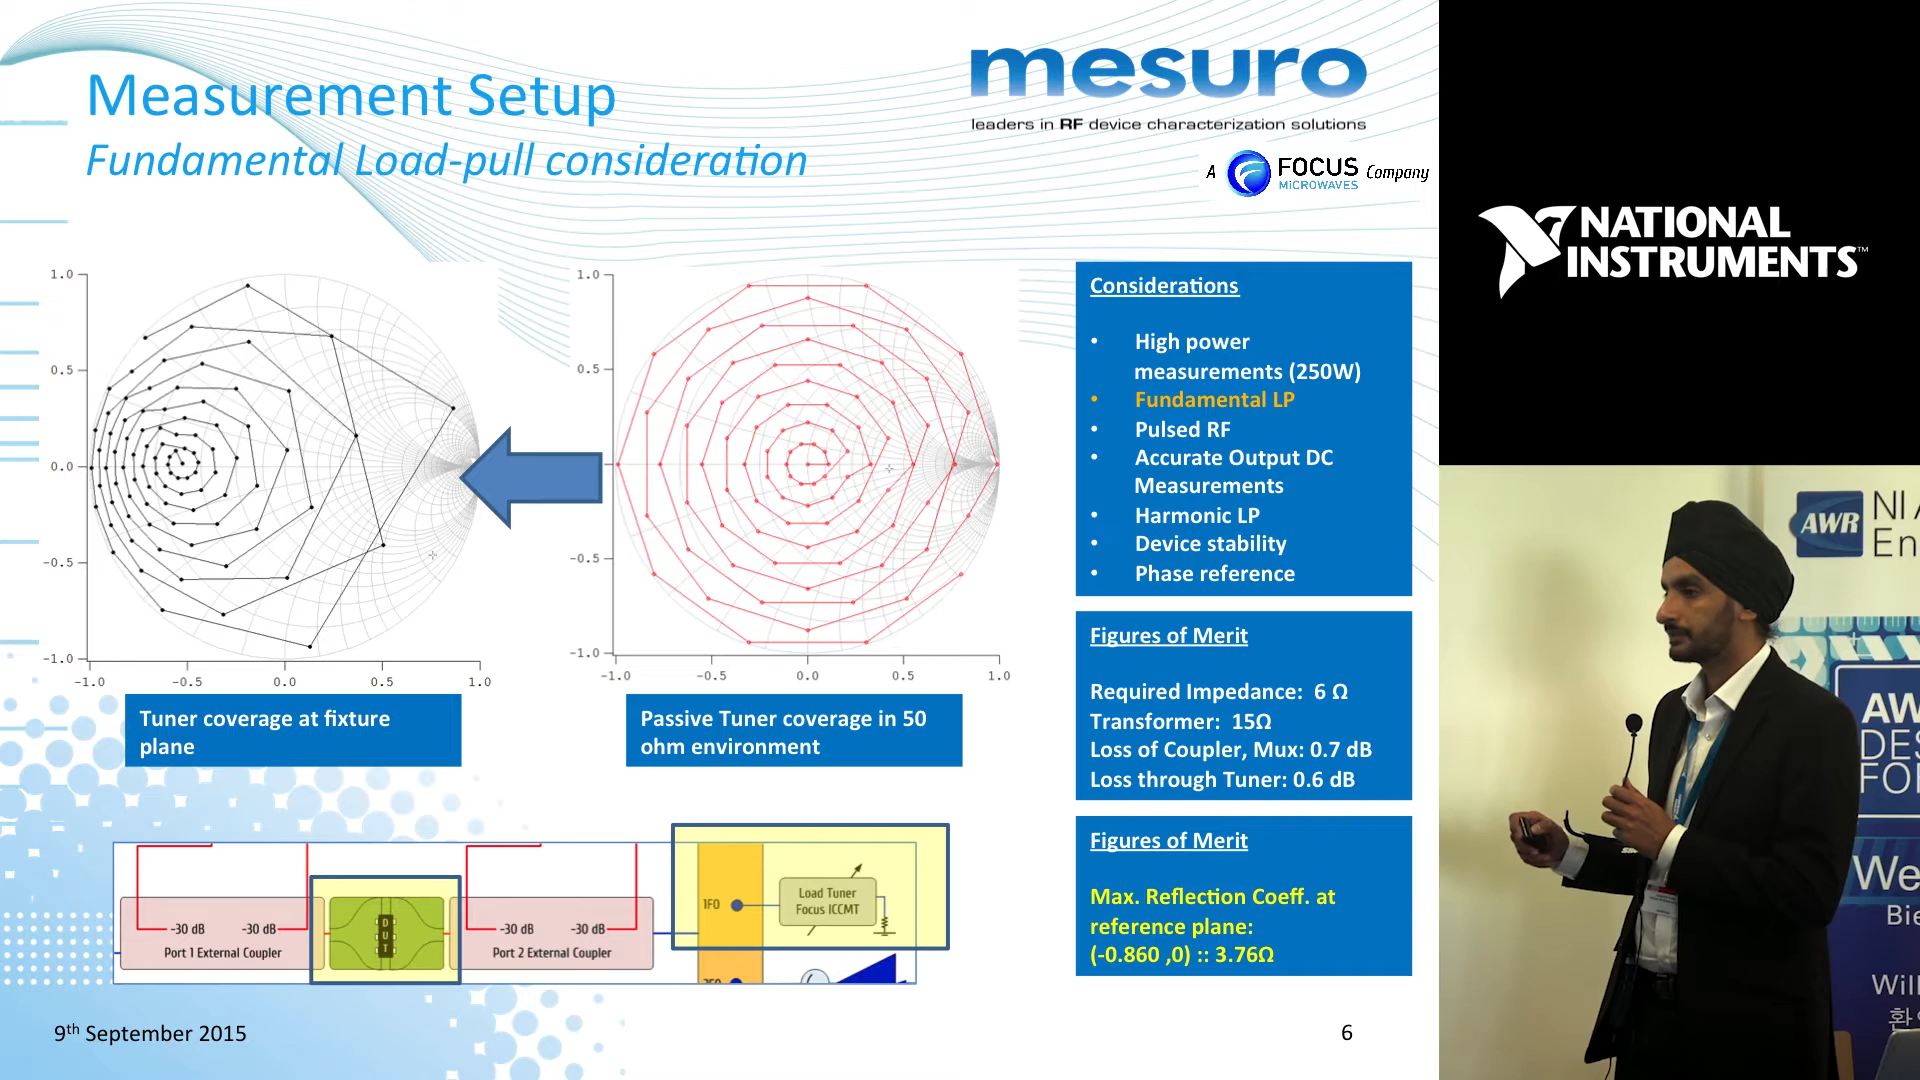 Measurement Setup
Fundamental Load-pull consideration
mesuro
leaders in RF device characterization solutions
A FOCUS MiCROWAVES Company
NATIONAL
INSTRUMENTS™
1.0
0.5
0.0
-0.5
-1.0
-1.0 -0.5 0.0 0.5 1.0
1.0
0.5
-0.5
-1.0
-1.0 -0.5 0.0 0.5 1.0
Tuner coverage at fixture
plane
Passive Tuner coverage in 50
ohm environment
Considerations
• High power
measurements (250W)
• Fundamental LP
• Pulsed RF
• Accurate Output DC
Measurements
• Harmonic LP
• Device stability
• Phase reference
Figures of Merit
Required Impedance: 6 Ω
Transformer: 15Ω
Loss of Coupler, Mux: 0.7 dB
Loss through Tuner: 0.6 dB
Figures of Merit
Max. Reflection Coeff. at
reference plane:
(-0.860 ,0) :: 3.76Ω
-30 dB -30 dB
Port 1 External Coupler
DUT
-30 dB -30 dB
Port 2 External Coupler
1F0
Load Tuner
Focus ICCMT
9th September 2015
6
AWR
NI A
En
AW
DES
FO
We
Bie
Will
환